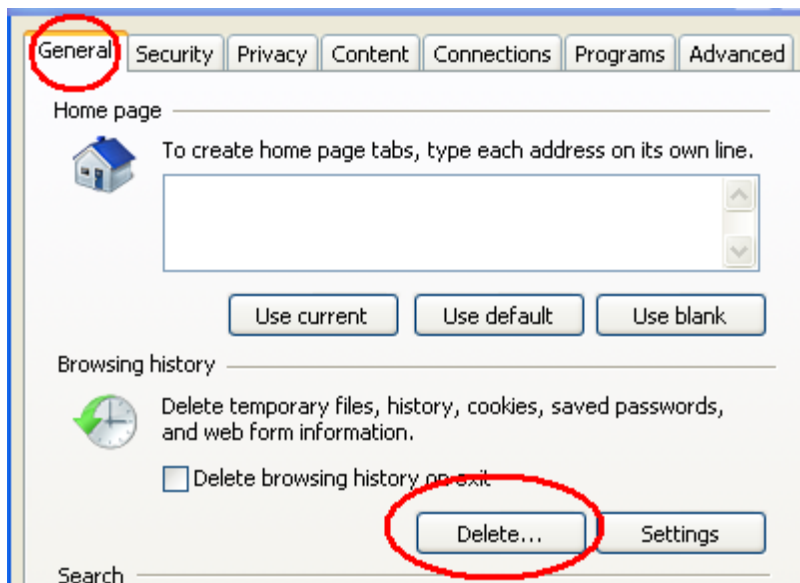 General Security Privacy Content Connections Programs Advanced
Home page
To create home page tabs, type each address on its own line.
Use current Use default Use blank
Browsing history
Delete temporary files, history, cookies, saved passwords,
and web form information.
Delete browsing history on exit
Delete... Settings
Search